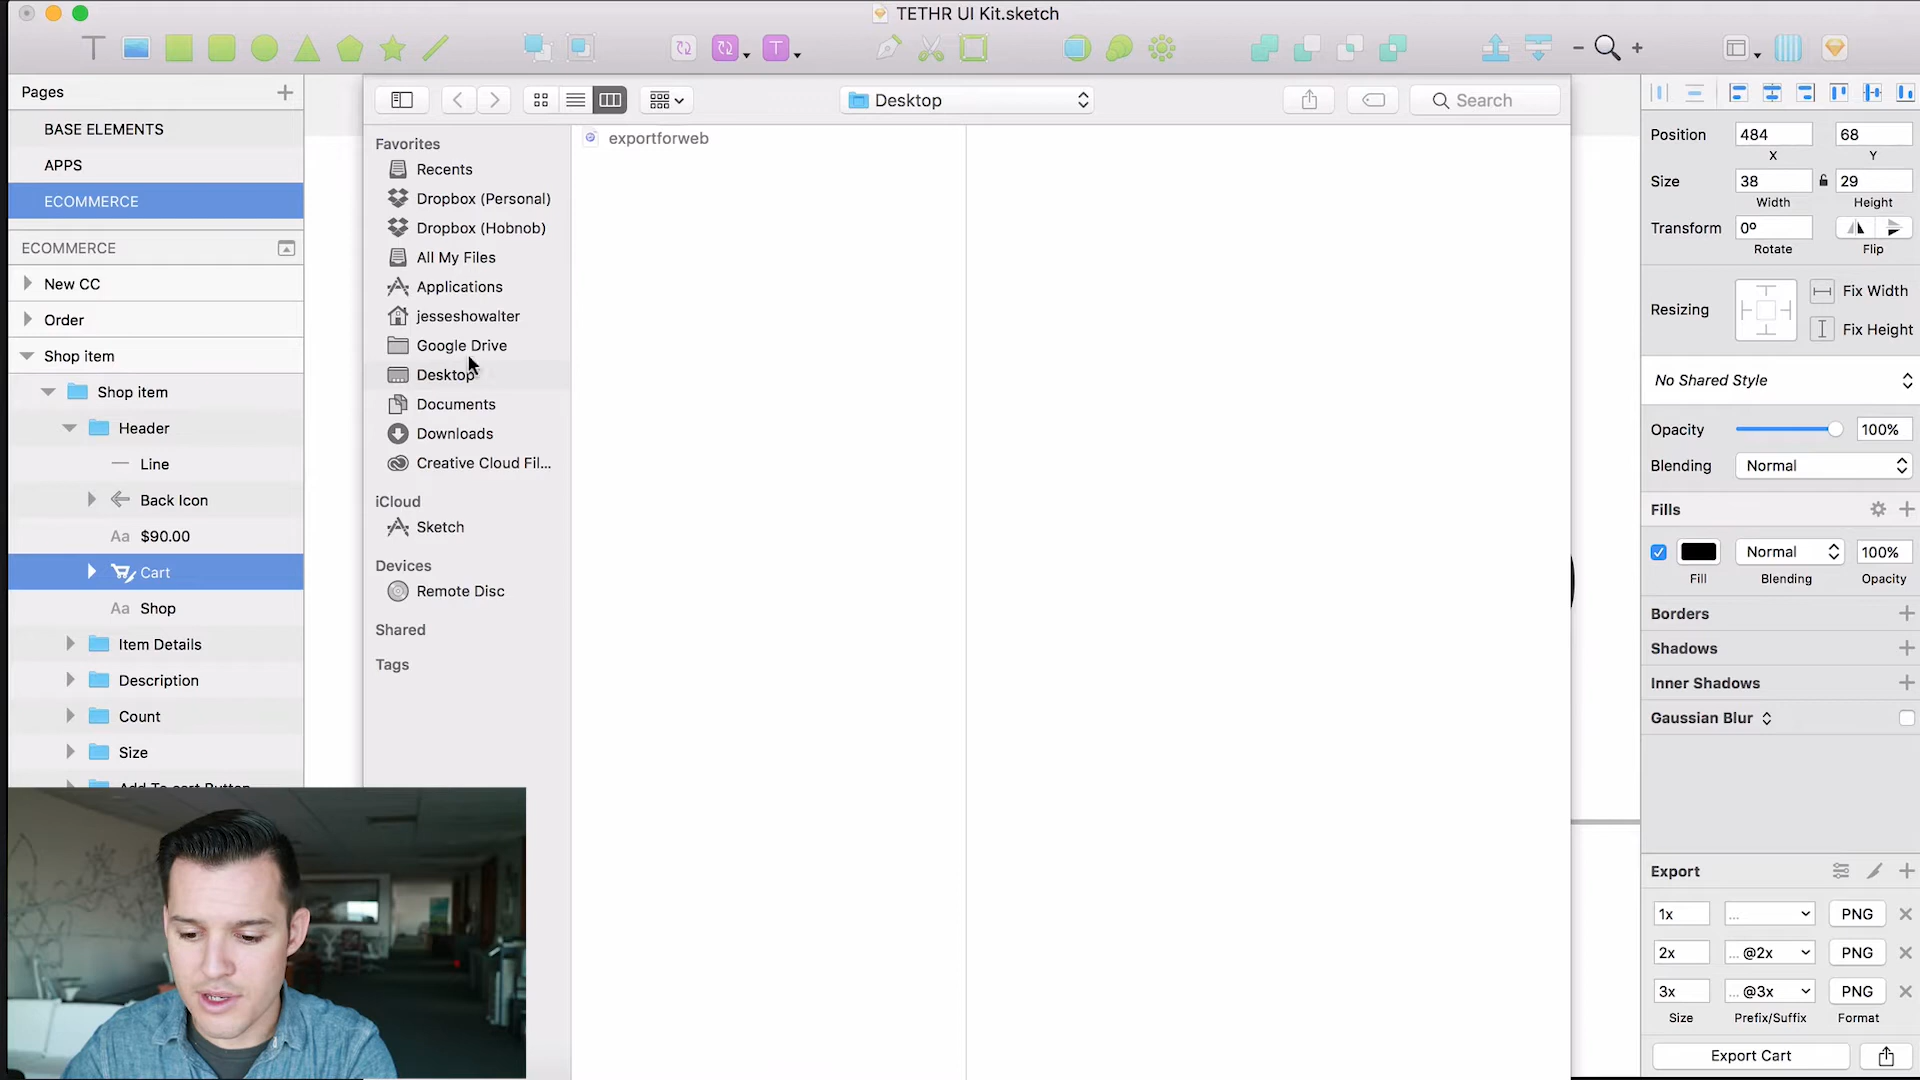 TETHR UI Kit.sketch
Pages
BASE ELEMENTS
APPS
ECOMMERCE
ECOMMERCE
New CC
Order
Shop item
Shop item
Header
Line
Back Icon
Aa $90.00
Cart
Aa Shop
Item Details
Description
Count
Size
Desktop
Search
Favorites
Recents
Dropbox (Personal)
Dropbox (Hobnob)
All My Files
Applications
jesseshowalter
Google Drive
Desktop
Documents
Downloads
Creative Cloud Fil...
iCloud
Sketch
Devices
Remote Disc
Shared
Tags
exportforweb
Position 484 68
X Y
Size 38 29
Width Height
Transform 0º
Rotate Flip
Resizing
Fix Width
Fix Height
No Shared Style
Opacity 100%
Blending Normal
Fills
Normal 100%
Fill Blending Opacity
Borders
Shadows
Inner Shadows
Gaussian Blur
Export
1x ... PNG
2x ... @2x PNG
3x ... @3x PNG
Size Prefix/Suffix Format
Export Cart